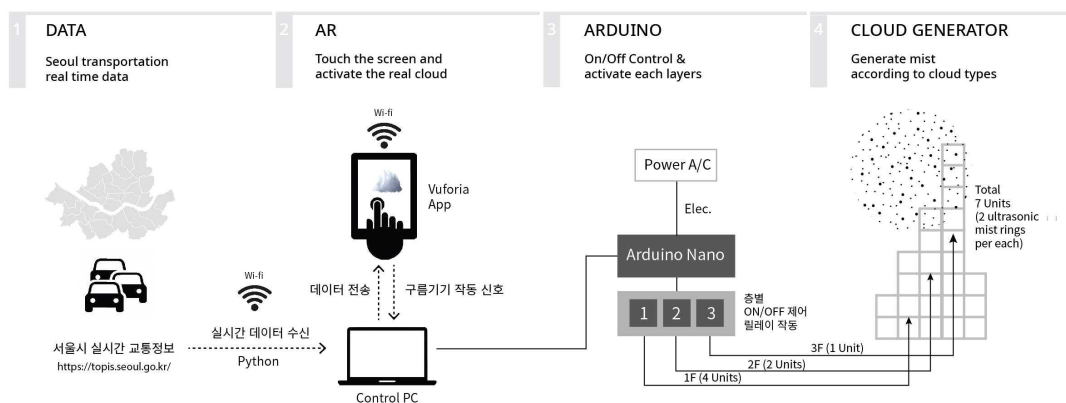 1
DATA
Seoul transportation
real time data
2
AR
Touch the screen and
activate the real cloud
3
ARDUINO
On/Off Control &
activate each layers
4
CLOUD GENERATOR
Generate mist
according to cloud types
서울시 실시간 교통정보
https://topis.seoul.go.kr/
Wi-fi
실시간 데이터 수신
Python
Wi-fi
Vuforia
App
데이터 전송
구름기기 작동 신호
Control PC
Power A/C
Elec.
Arduino Nano
1 2 3
층별
ON/OFF 제어
릴레이 작동
3F (1 Unit)
2F (2 Units)
1F (4 Units)
Total
7 Units
(2 ultrasonic
mist rings
per each)